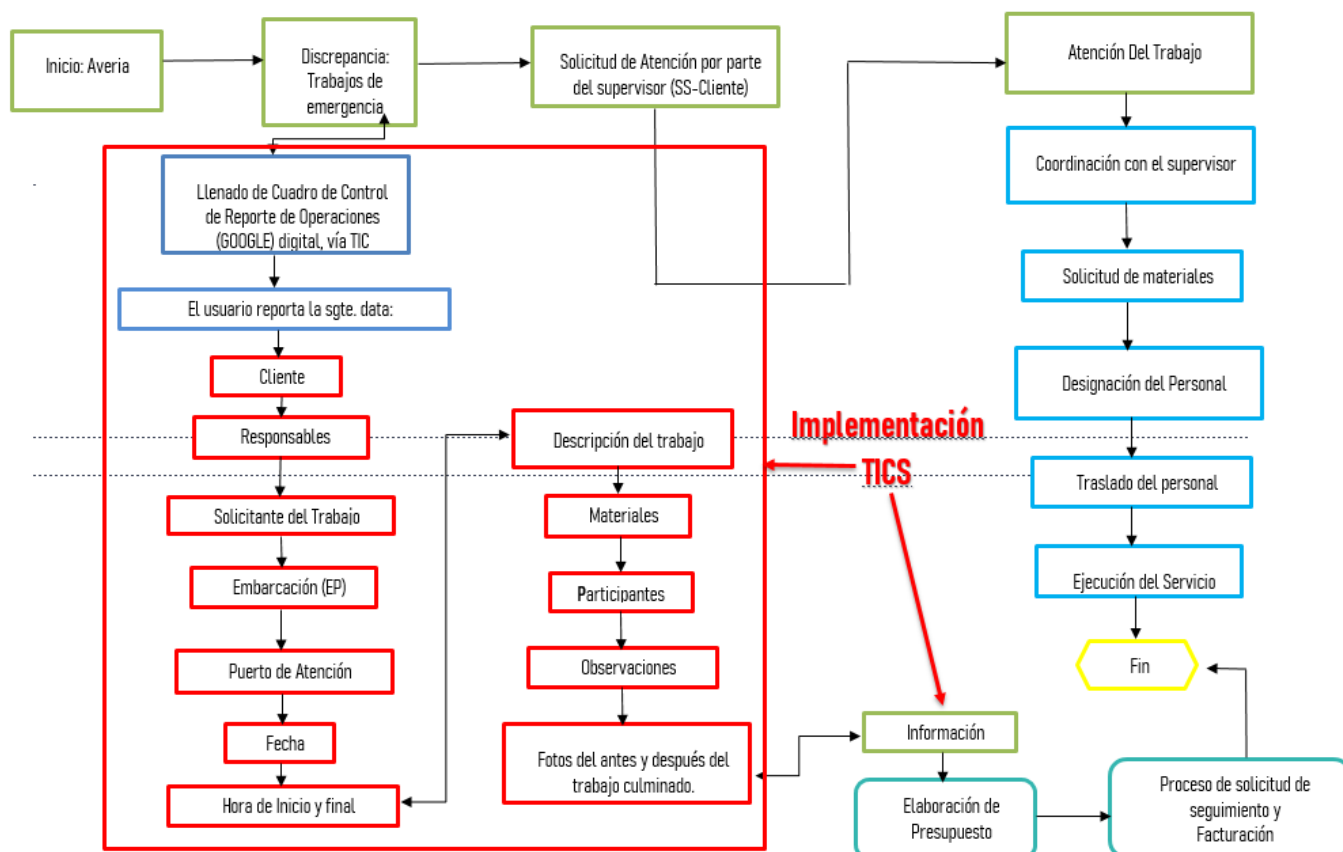 Inicio: Averia
Discrepancia:
Trabajos de
emergencia
Solicitud de Atención por parte
del supervisor (SS-Cliente)
Atención Del Trabajo
Llenado de Cuadro de Control
de Reporte de Operaciones
(GOOGLE) digital, vía TIC
El usuario reporta la sgte. data:
Cliente
Responsables
Solicitante del Trabajo
Embarcación (EP)
Puerto de Atención
Fecha
Hora de Inicio y final
Descripción del trabajo
Materiales
Participantes
Observaciones
Fotos del antes y después del
trabajo culminado.
Implementación
TICS
Información
Elaboración de
Presupuesto
Proceso de solicitud de
seguimiento y
Facturación
Coordinación con el supervisor
Solicitud de materiales
Designación del Personal
Traslado del personal
Ejecución del Servicio
Fin